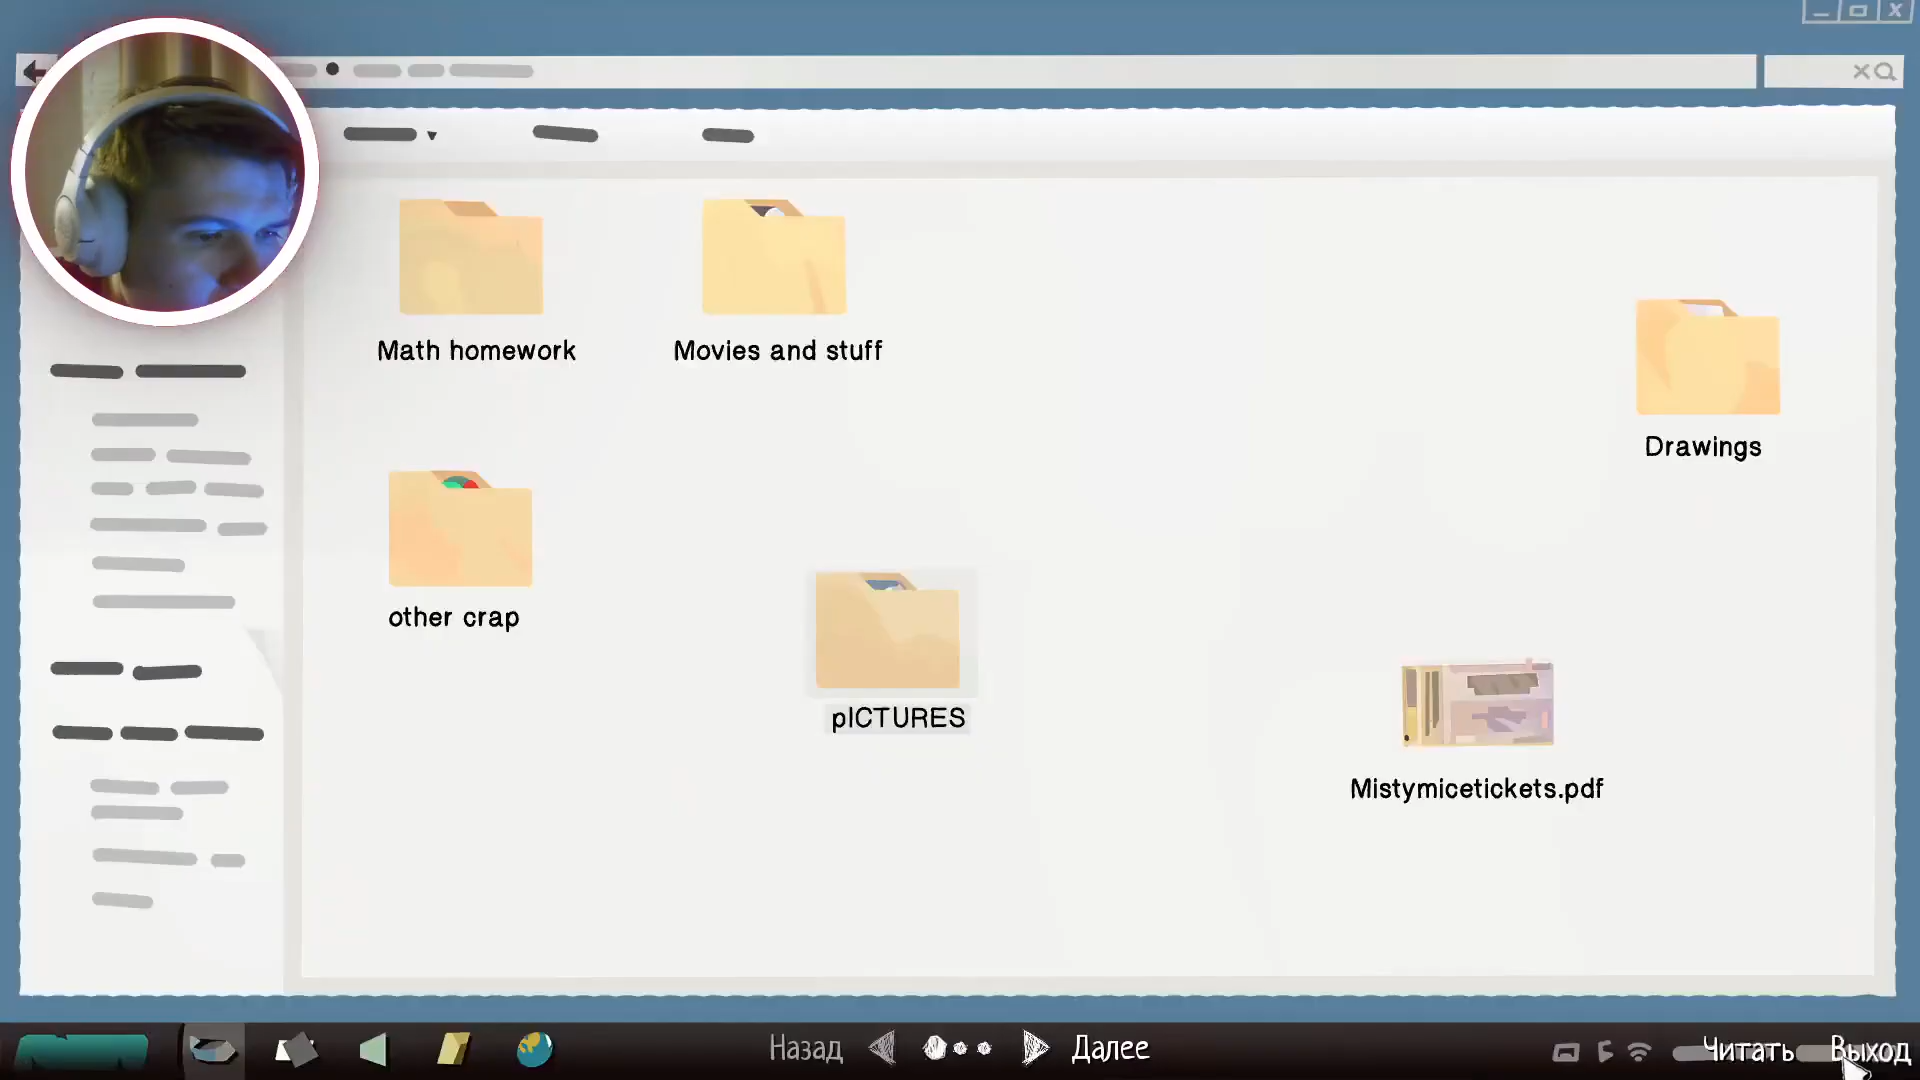 Math homework
Movies and stuff
Drawings
other crap
pICTURES
Mistymicetickets.pdf
Назад
Далее
Читать
Выход